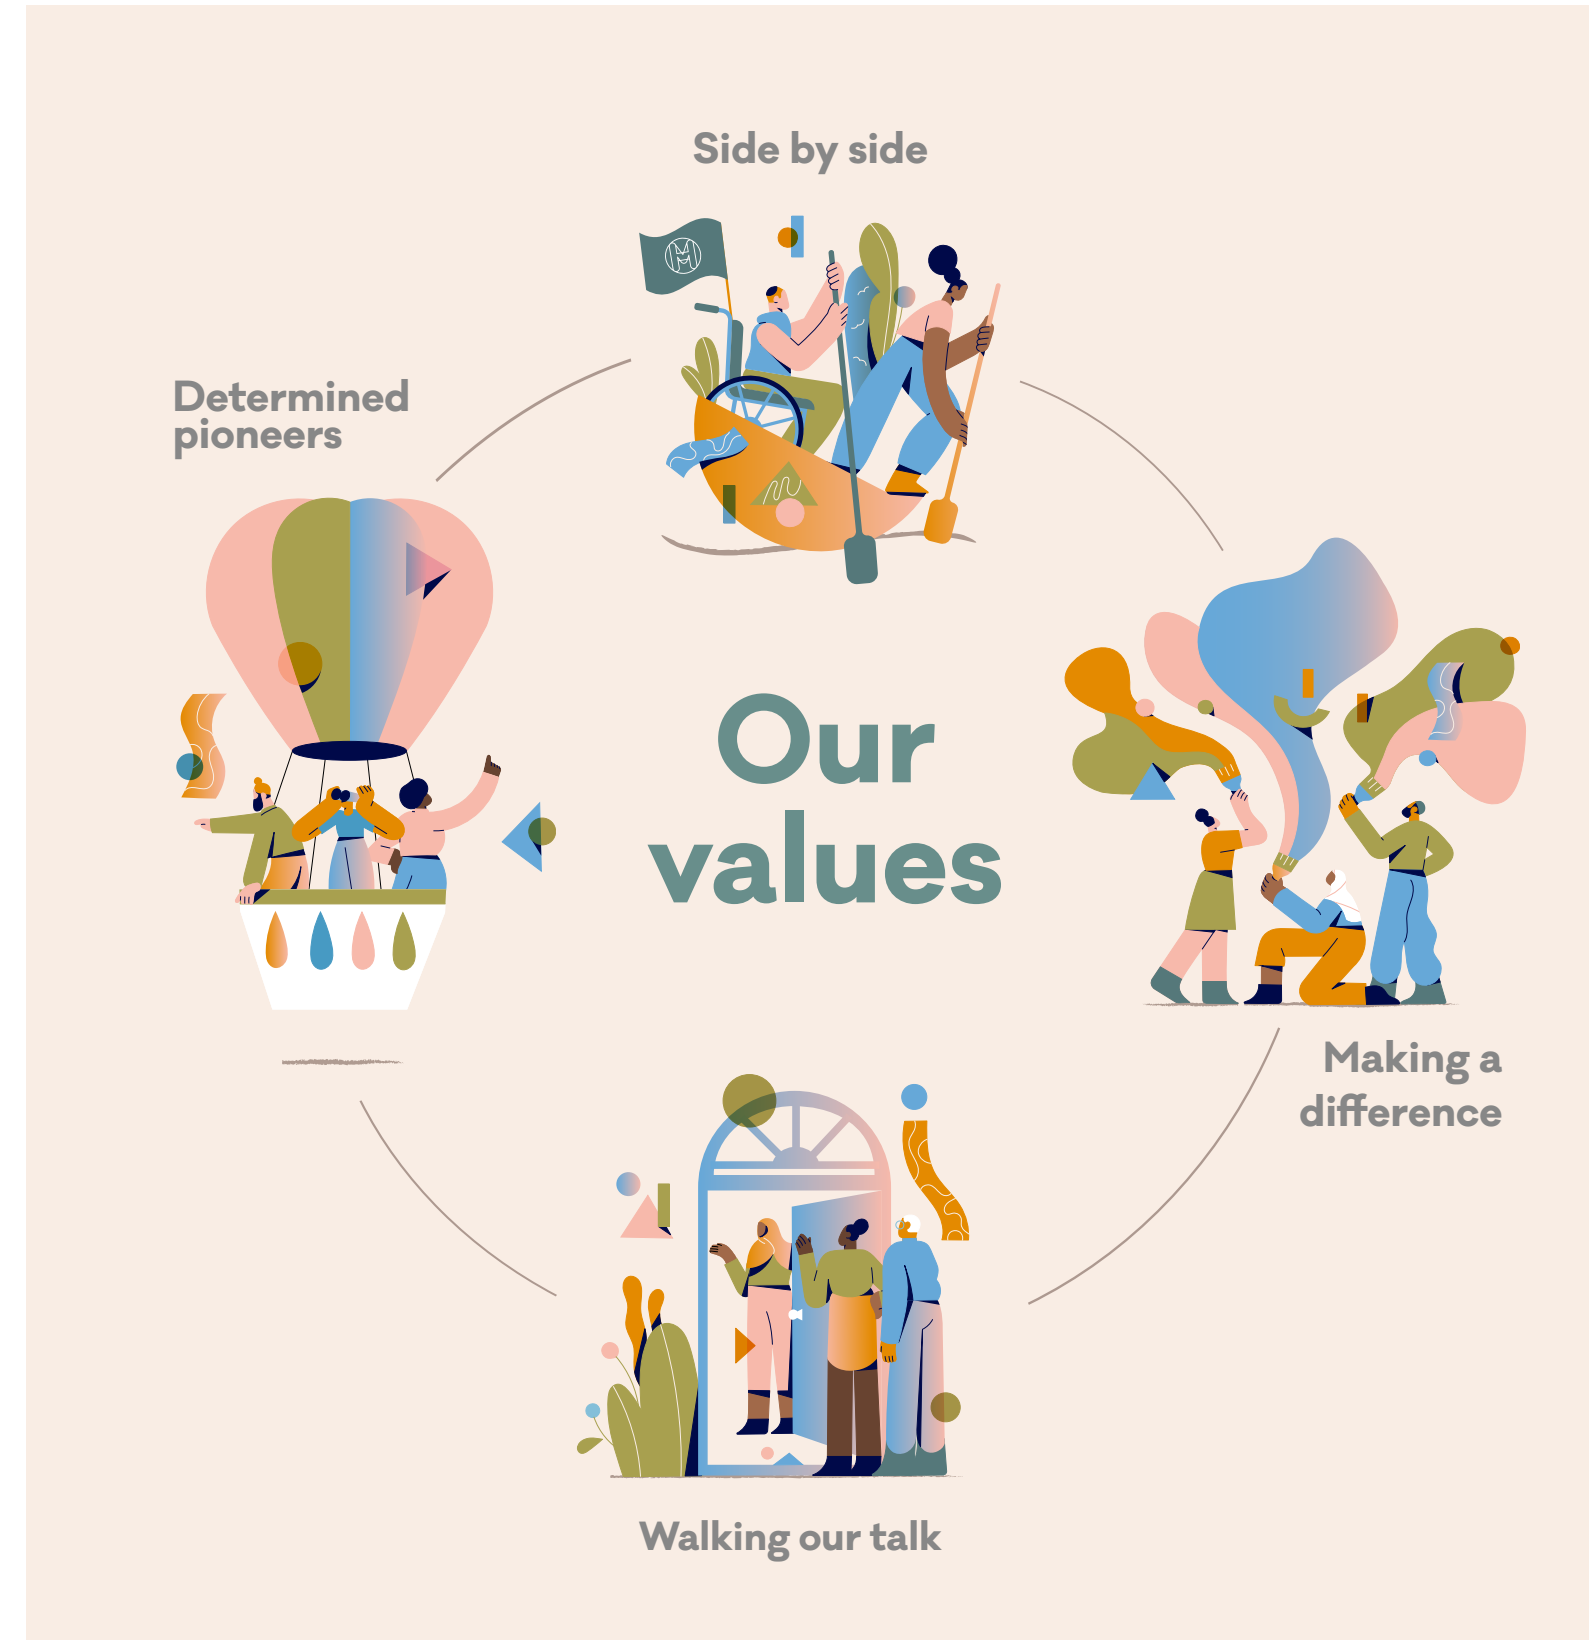 Side by side
Determined
pioneers
Our
values
Making a
difference
Walking our talk